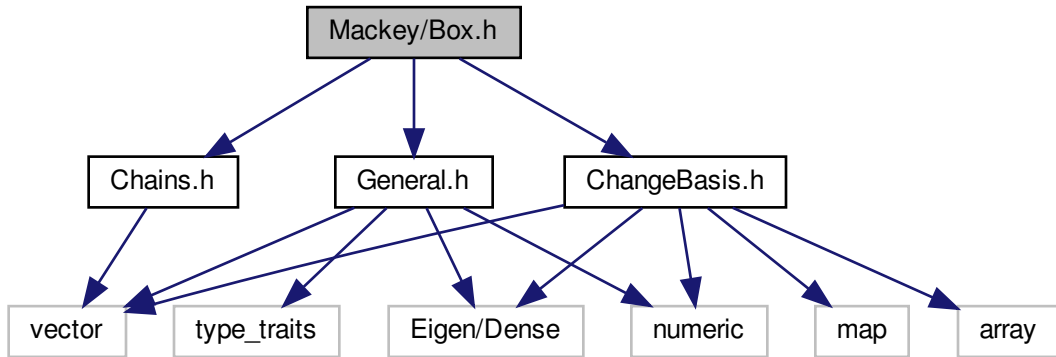 Mackey/Box.h
Chains.h
General.h
ChangeBasis.h
vector
type_traits
Eigen/Dense
numeric
map
array